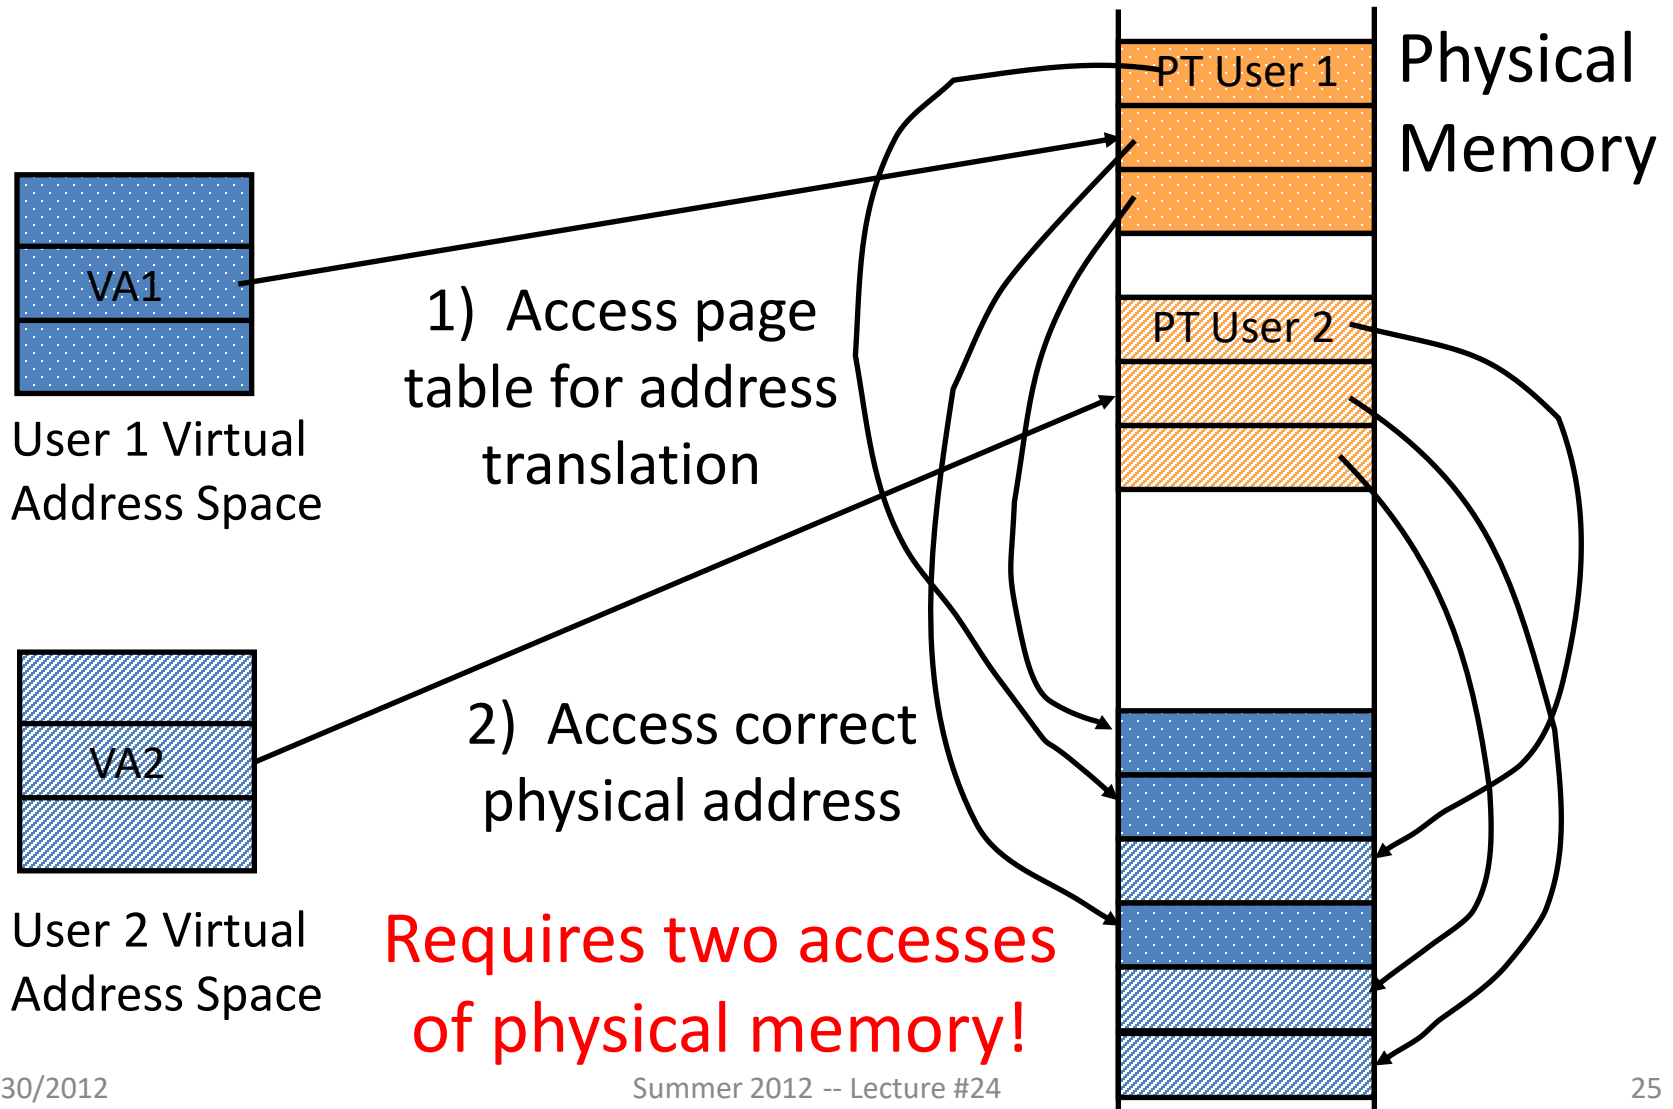 PT User 1
Physical
Memory
VA1
1) Access page
table for address
translation
PT User 2
User 1 Virtual
Address Space
VA2
2) Access correct
physical address
User 2 Virtual
Address Space
Requires two accesses
of physical memory!
30/2012
Summer 2012 -- Lecture #24
25